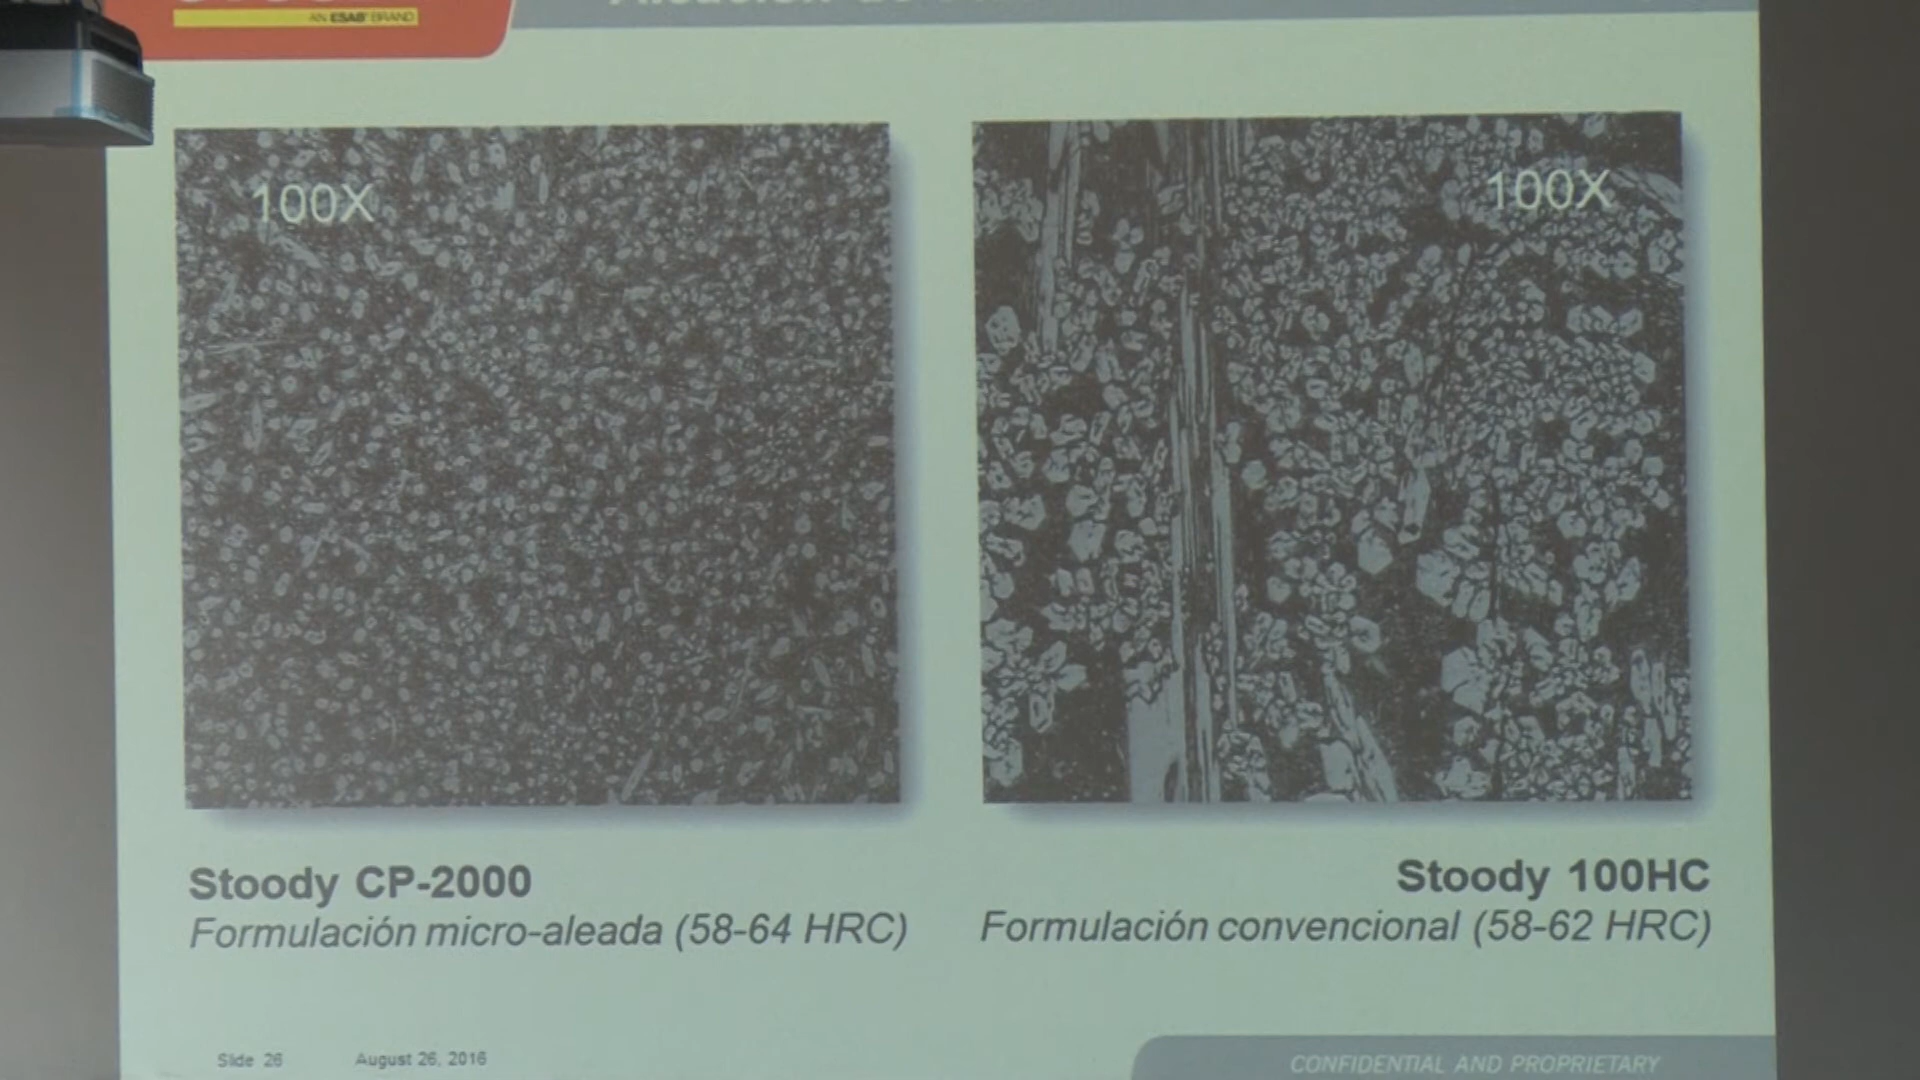 AN ESAB® BRAND
100X
100X
Stoody CP-2000
Formulación micro-aleada (58-64 HRC)
Stoody 100HC
Formulación convencional (58-62 HRC)
Slide 26
August 26, 2016
CONFIDENTIAL AND PROPRIETARY